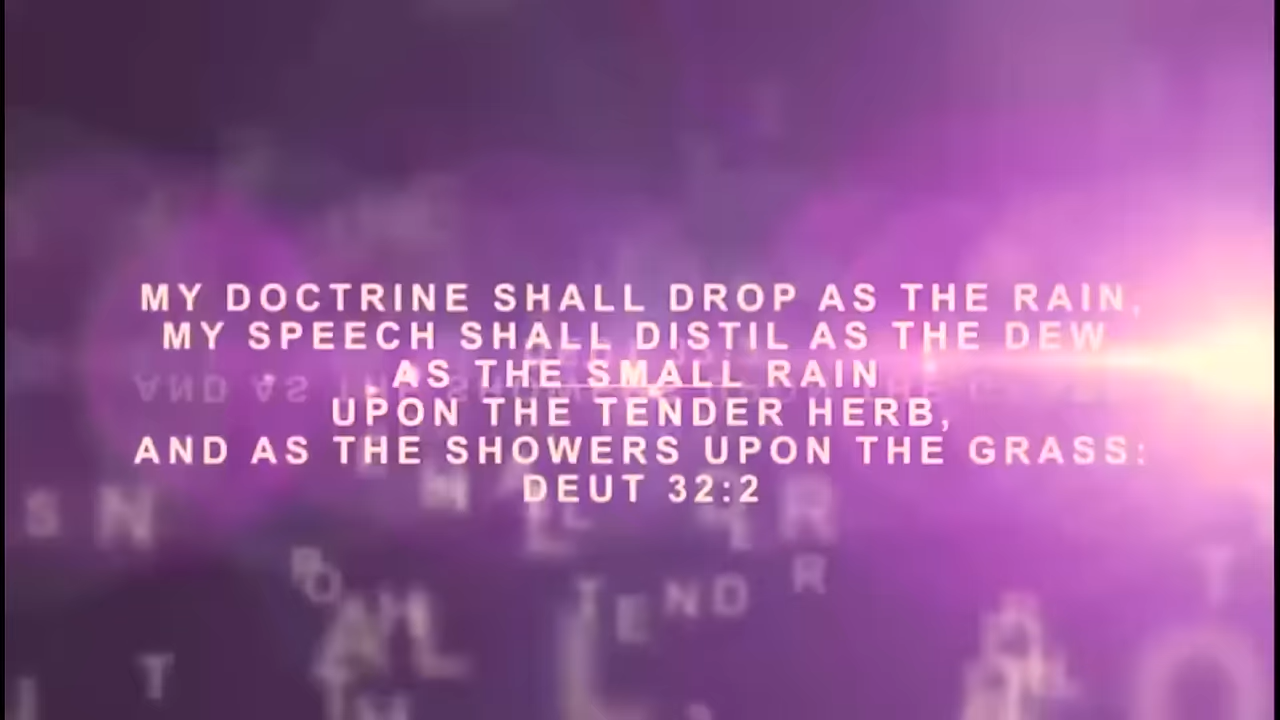 MY DOCTRINE SHALL DROP AS THE RAIN,
MY SPEECH SHALL DISTIL AS THE DEW
AS THE SMALL RAIN
UPON THE TENDER HERB,
AND AS THE SHOWERS UPON THE GRASS:
DEUT 32:2